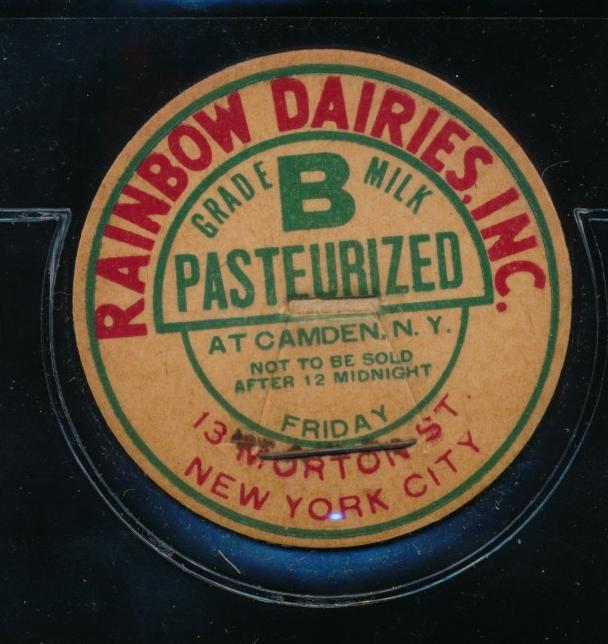 RAINBOW DAIRIES, INC.
GRADE B MILK
PASTEURIZED
AT CAMDEN, N. Y.
NOT TO BE SOLD
AFTER 12 MIDNIGHT
FRIDAY
13 MORTON ST.
NEW YORK CITY